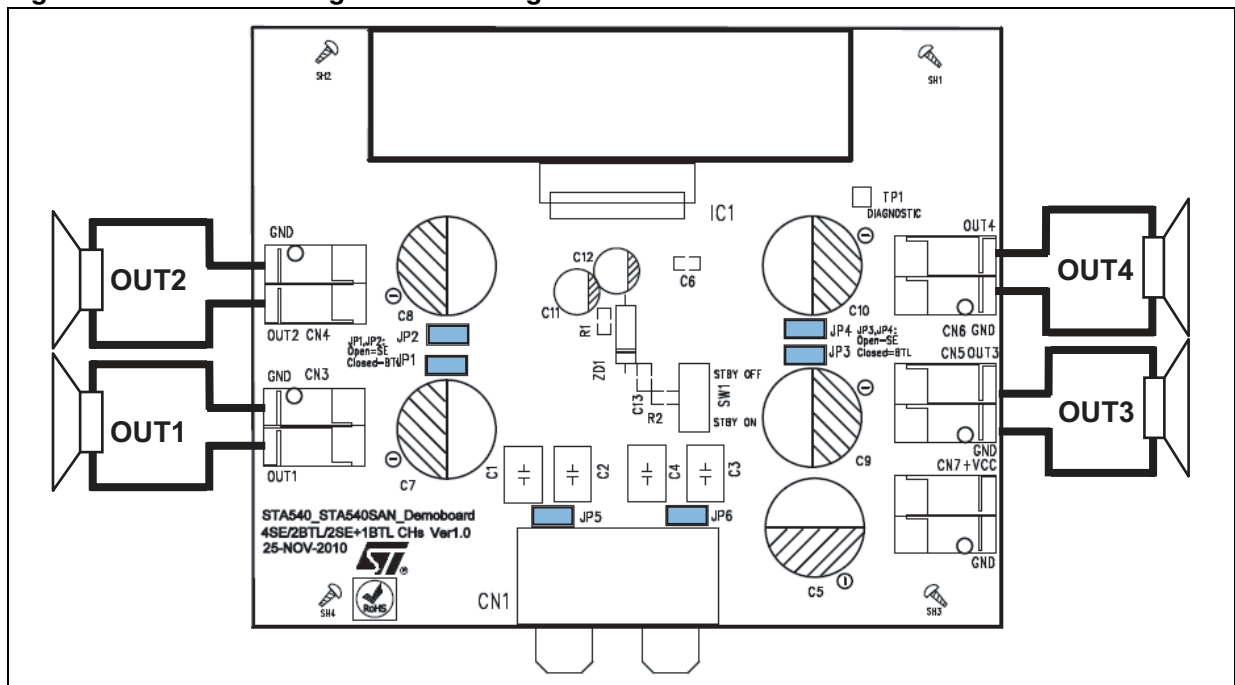 SH2
SH1
IC1
TP1
DIAGNOSTIC
GND
OUT4
OUT2
OUT4
C12
C6
C11
C8
C10
R1
OUT2 CN4
JP2
JP4
CN6 GND
JP1,JP2:
Open=SE
Closed=BTL
JP1
JP3,JP4:
Open=SE
Closed=BTL
JP3
CN5 OUT3
GND
CN3
ZD1
STBY OFF
SW1
C13
R2
STBY ON
OUT1
OUT3
OUT1
C7
C1
C2
C4
C3
C9
GND
CN7 +VCC
JP5
JP6
STA540_STA540SAN_Demoboard
4SE/2BTL/2SE+1BTL CHs Ver1.0
25-NOV-2010
ST
RoHS
GND
C5
CN1
SH4
SH3